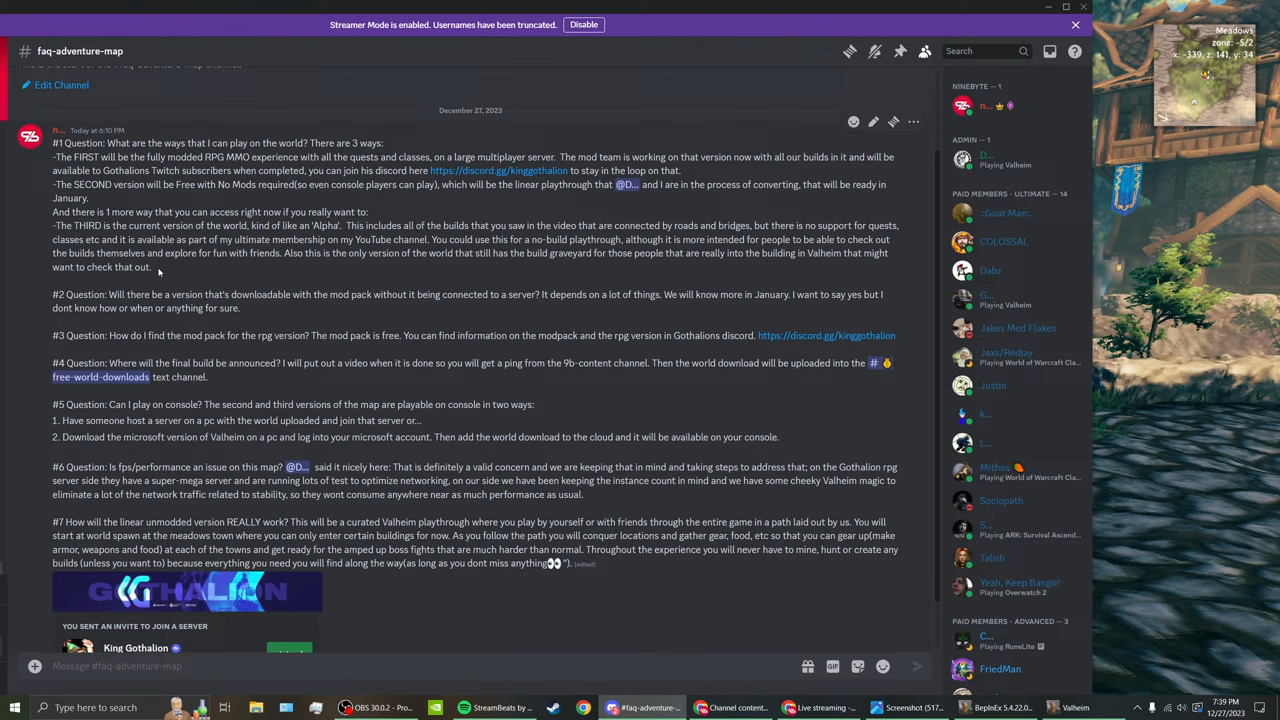 Streamer Mode is enabled. Usernames have been truncated. Disable
# faq-adventure-map
Search
Edit Channel
December 27, 2023
n... Today at 6:10 PM
#1 Question: What are the ways that I can play on the world? There are 3 ways:
-The FIRST will be the fully modded RPG MMO experience with all the quests and classes, on a large multiplayer server. The mod team is working on that version now with all our builds in it and will be
available to Gothalions Twitch subscribers when completed, you can join his discord here https://discord.gg/kinggothalion to stay in the loop on that.
-The SECOND version will be Free with No Mods required(so even console players can play), which will be the linear playthrough that @D... and I are in the process of converting, that will be ready in
January.
And there is 1 more way that you can access right now if you really want to:
-The THIRD is the current version of the world, kind of like an 'Alpha'. This includes all of the builds that you saw in the video that are connected by roads and bridges, but there is no support for quests,
classes etc and it is available as part of my ultimate membership on my YouTube channel. You could use this for a no-build playthrough, although it is more intended for people to be able to check out
the builds themselves and explore for fun with friends. Also this is the only version of the world that still has the build graveyard for those people that are really into the building in Valheim that might
want to check that out.
#2 Question: Will there be a version that's downloadable with the mod pack without it being connected to a server? It depends on a lot of things. We will know more in January. I want to say yes but I
dont know how or when or anything for sure.
#3 Question: How do I find the mod pack for the rpg version? The mod pack is free. You can find information on the modpack and the rpg version in Gothalions discord. https://discord.gg/kinggothalion
#4 Question: Where will the final build be announced? I will put out a video when it is done so you will get a ping from the 9b-content channel. Then the world download will be uploaded into the # 💰
free-world-downloads text channel.
#5 Question: Can I play on console? The second and third versions of the map are playable on console in two ways:
1. Have someone host a server on a pc with the world uploaded and join that server or...
2. Download the microsoft version of Valheim on a pc and log into your microsoft account. Then add the world download to the cloud and it will be available on your console.
#6 Question: Is fps/performance an issue on this map? @D... said it nicely here: That is definitely a valid concern and we are keeping that in mind and taking steps to address that; on the Gothalion rpg
server side they have a super-mega server and are running lots of test to optimize networking, on our side we have been keeping the instance count in mind and we have some cheeky Valheim magic to
eliminate a lot of the network traffic related to stability, so they wont consume anywhere near as much performance as usual.
#7 How will the linear unmodded version REALLY work? This will be a curated Valheim playthrough where you play by yourself or with friends through the entire game in a path laid out by us. You will
start at world spawn at the meadows town where you can only enter certain buildings for now. As you follow the path you will conquer locations and gather gear, food, etc so that you can gear up(make
armor, weapons and food) at each of the towns and get ready for the amped up boss fights that are much harder than normal. Throughout the experience you will never have to mine, hunt or create any
builds (unless you want to) because everything you need you will find along the way(as long as you dont miss anything👀 "). (edited)
GOTHALION
YOU SENT AN INVITE TO JOIN A SERVER
King Gothalion
Message #faq-adventure-map
GIF
NINEBYTE — 1
n...
ADMIN — 1
D...
Playing Valheim
PAID MEMBERS - ULTIMATE — 14
.:Goat Man:.
COLOSSAL
Dabz
G...
Playing Valheim
Jakes Med Flakes
Jaxs/Redjay
Playing World of Warcraft Cla...
Justin
k...
L...
Mithos
Playing World of Warcraft Cla...
Sociopath
S...
Playing ARK: Survival Ascend...
Talish
Yeah, Keep Bangin'
Playing Overwatch 2
PAID MEMBERS - ADVANCED — 3
C...
Playing RuneLite
FriedMan
Meadows
zone: -5/2
x: -339, z: 141, y: 34
Type here to search
OBS 30.0.2 - Pro...
StreamBeats by ...
#faq-adventure-...
Channel content...
Live streaming -...
Screenshot (517...
BepInEx 5.4.22.0...
Valheim
7:39 PM
12/27/2023